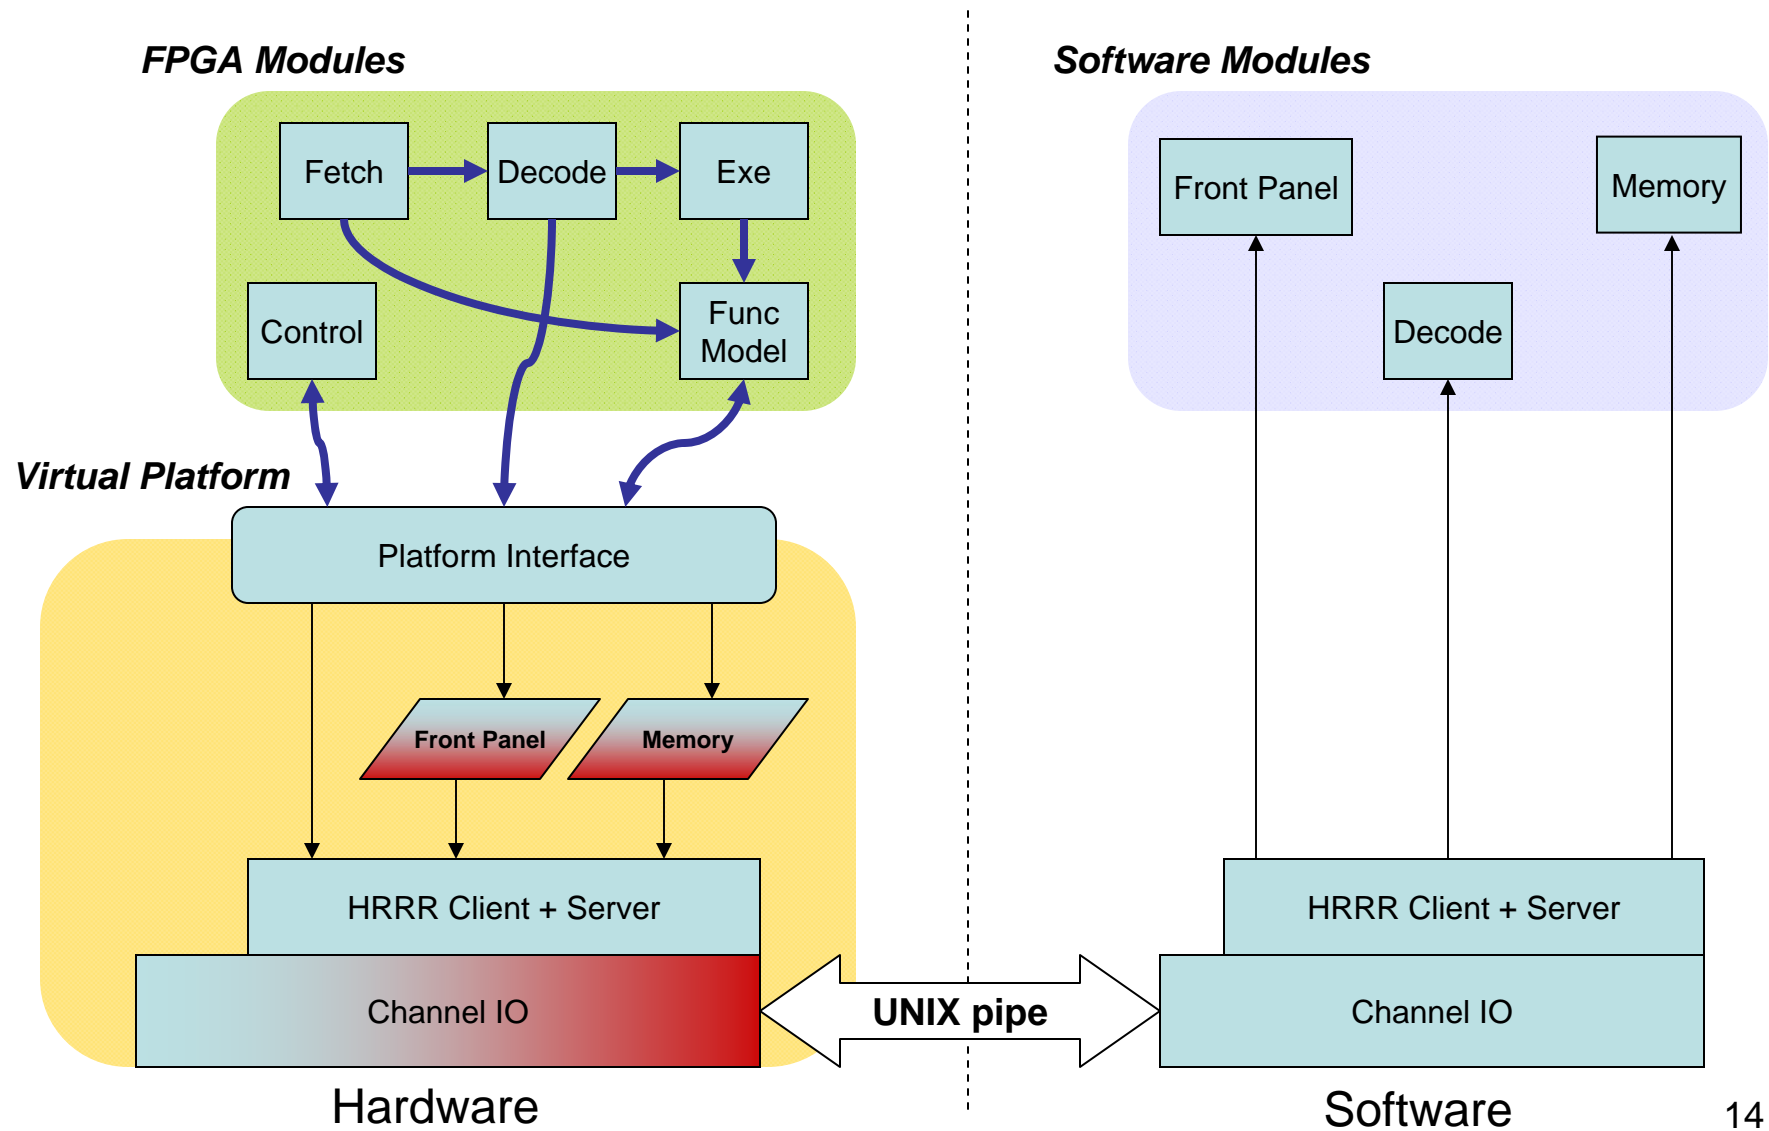 FPGA Modules
Software Modules
Fetch
Decode
Exe
Front Panel
Memory
Control
Func
Model
Decode
Virtual Platform
Platform Interface
Front Panel
Memory
HRRR Client + Server
HRRR Client + Server
Channel IO
UNIX pipe
Channel IO
Hardware
Software
14